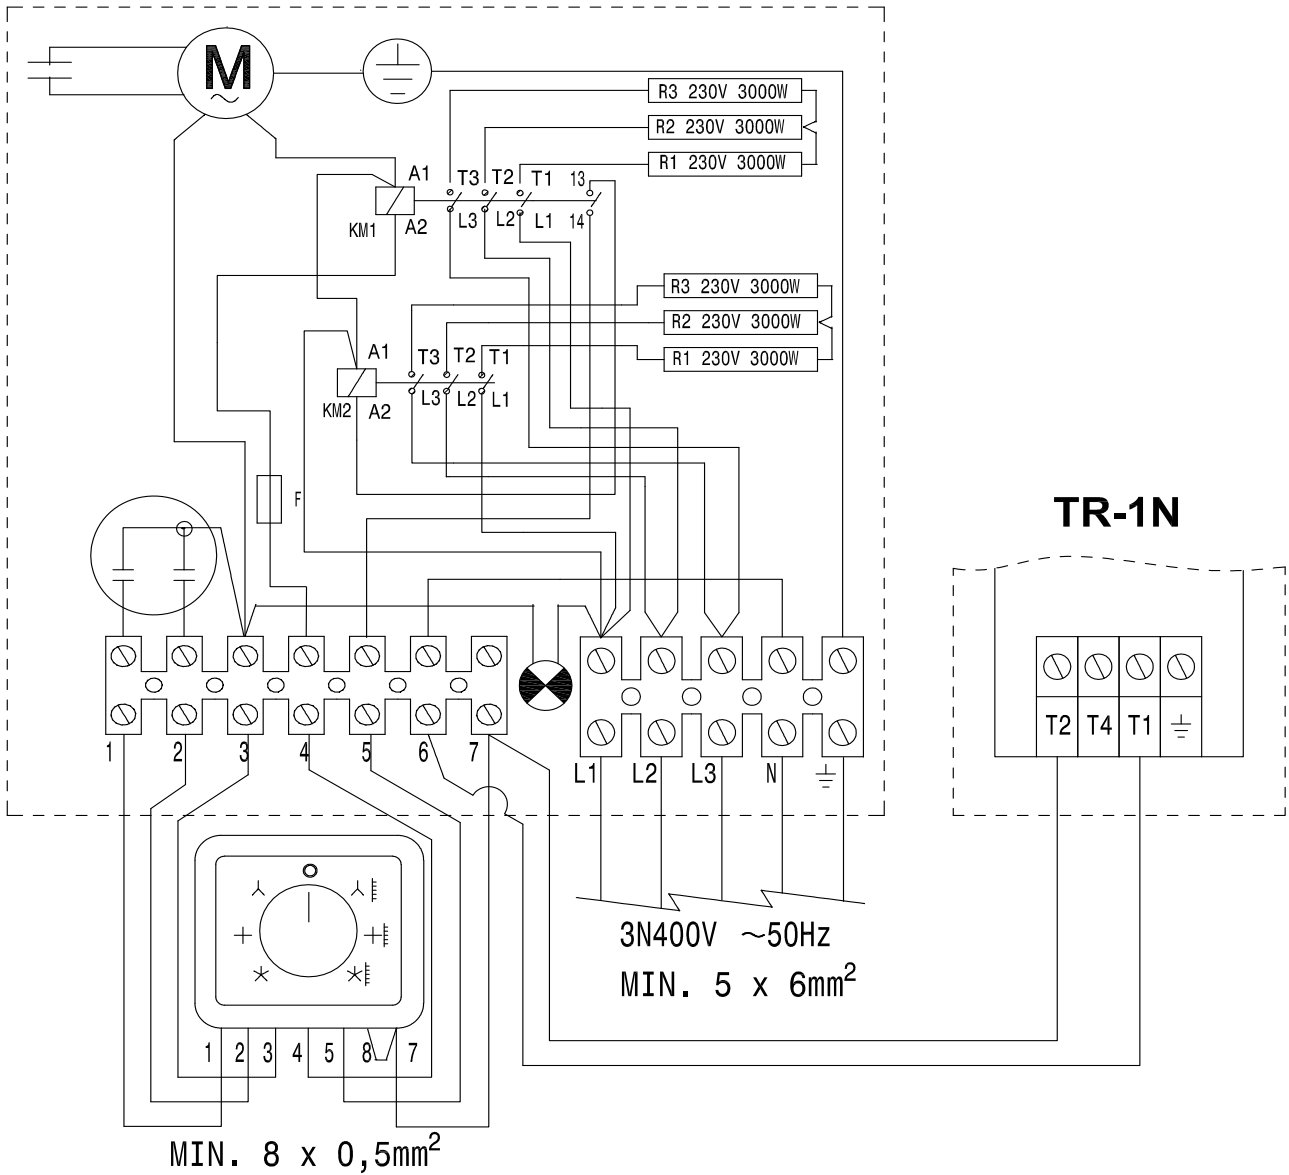 M
R3 230V 3000W
R2 230V 3000W
R1 230V 3000W
A1
T3
T2
T1
13
KM1
A2
L3
L2
L1
14
R3 230V 3000W
R2 230V 3000W
R1 230V 3000W
A1
T3
T2
T1
KM2
A2
L3
L2
L1
F
TR-1N
T2
T4
T1
1
2
3
4
5
6
7
L1
L2
L3
N
3N400V ~50Hz
MIN. 5 x 6mm²
1
2
3
4
5
8
7
MIN. 8 x 0,5mm²